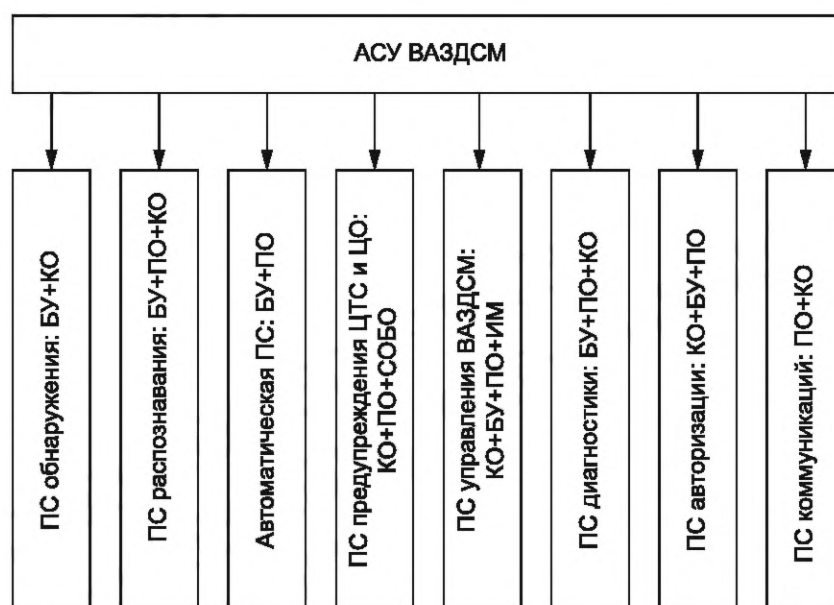 АСУ ВАЗДСМ
ПС обнаружения: БУ+КО
ПС распознавания: БУ+ПО+КО
Автоматическая ПС: БУ+ПО
ПС предупреждения ЦТС и ЦО:
КО+ПО+СОБО
ПС управления ВАЗДСМ:
КО+БУ+ПО+ИМ
ПС диагностики: БУ+ПО+КО
ПС авторизации: КО+БУ+ПО
ПС коммуникаций: ПО+КО